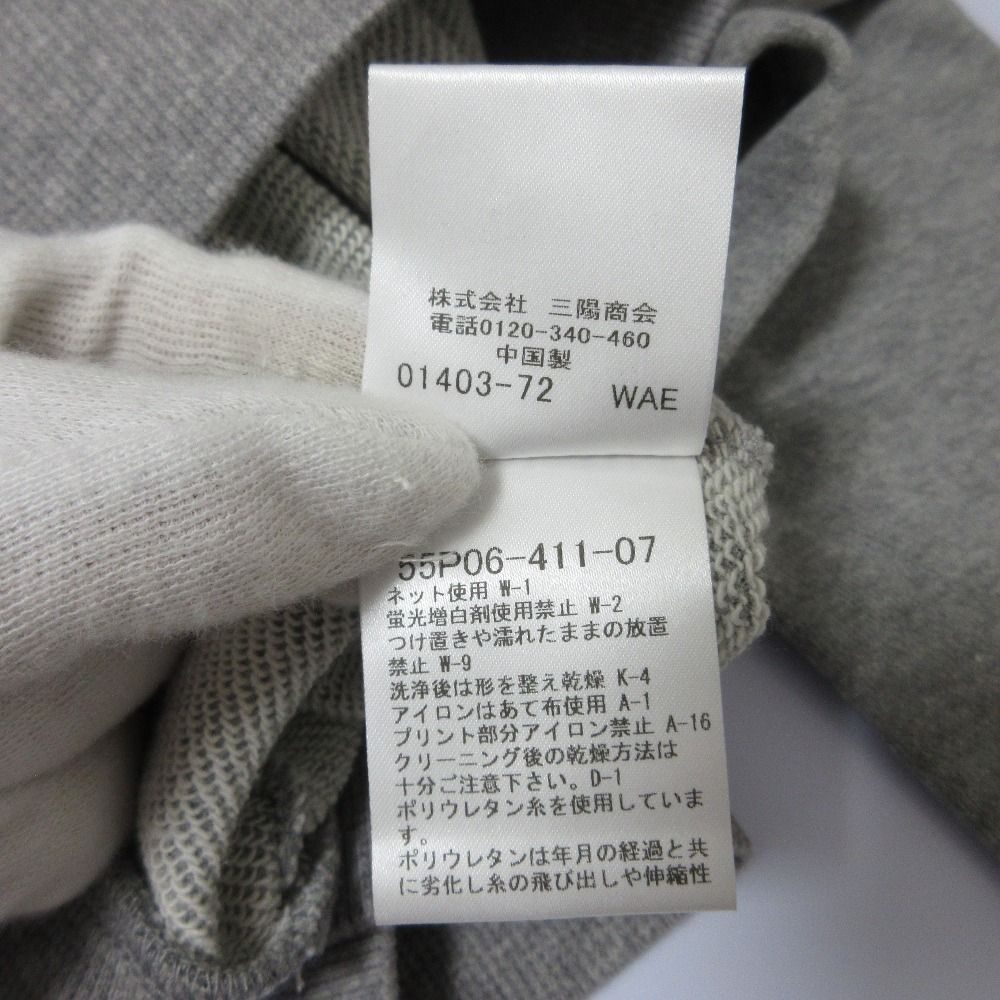 株式会社 三陽商会
電話0120-340-460
中国製
01403-72 WAE
55P06-411-07
ネット使用 W-1
蛍光増白剤使用禁止 W-2
つけ置きや濡れたままの放置
禁止 W-9
洗浄後は形を整え乾燥 K-4
アイロンはあて布使用 A-1
プリント部分アイロン禁止 A-16
クリーニング後の乾燥方法は
十分ご注意下さい。D-1
ポリウレタン糸を使用していま
す。
ポリウレタンは年月の経過と共
に劣化し糸の飛び出しや伸縮性